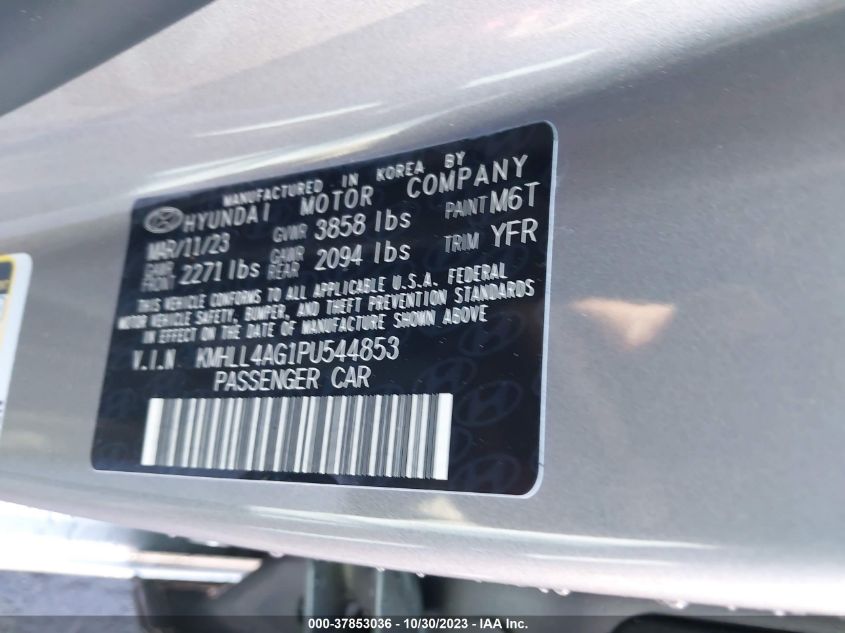 MANUFACTURED IN KOREA BY
HYUNDAI MOTOR COMPANY
MAR/11/23 GVWR 3858 lbs PAINT M6T
GAWR FRONT 2271 lbs GAWR REAR 2094 lbs TRIM YFR
THIS VEHICLE CONFORMS TO ALL APPLICABLE U.S.A. FEDERAL
MOTOR VEHICLE SAFETY, BUMPER, AND THEFT PREVENTION STANDARDS
IN EFFECT ON THE DATE OF MANUFACTURE SHOWN ABOVE
V.I.N KMHLL4AG1PU544853
PASSENGER CAR
000-37853036 - 10/30/2023 - IAA Inc.